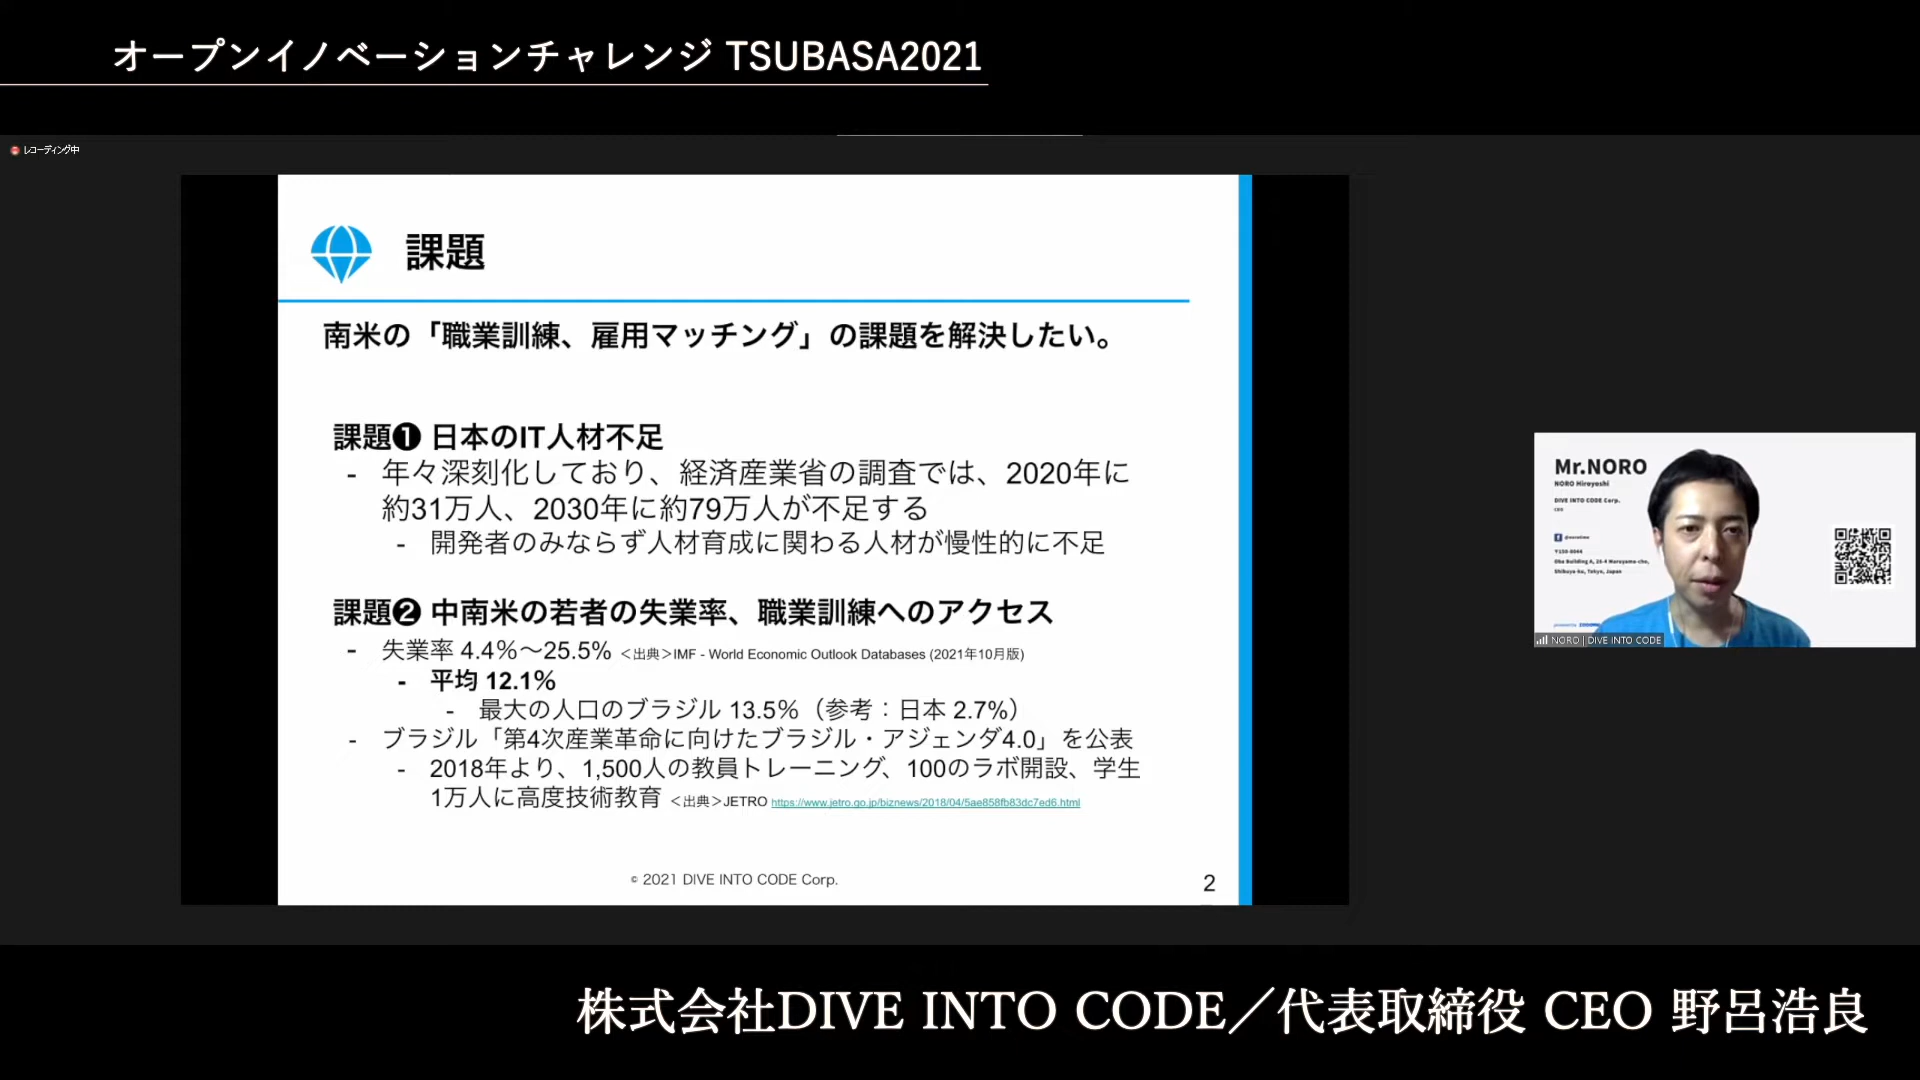 オープンイノベーションチャレンジ TSUBASA2021
レコーディング中
課題
南米の「職業訓練、雇用マッチング」の課題を解決したい。
課題❶ 日本のIT人材不足
- 年々深刻化しており、経済産業省の調査では、2020年に
約31万人、2030年に約79万人が不足する
- 開発者のみならず人材育成に関わる人材が慢性的に不足
課題❷ 中南米の若者の失業率、職業訓練へのアクセス
- 失業率 4.4%〜25.5% <出典>IMF - World Economic Outlook Databases (2021年10月版)
- 平均 12.1%
- 最大の人口のブラジル 13.5%（参考：日本 2.7%）
- ブラジル「第4次産業革命に向けたブラジル・アジェンダ4.0」を公表
- 2018年より、1,500人の教員トレーニング、100のラボ開設、学生
1万人に高度技術教育 <出典>JETRO https://www.jetro.go.jp/biznews/2018/04/5ae858fb83dc7ed6.html
© 2021 DIVE INTO CODE Corp.
2
Mr.NORO
NORO Hiroyoshi
DIVE INTO CODE Corp.
CEO
〒150-0044
Shibuya-ku, Tokyo, Japan
NORO | DIVE INTO CODE
株式会社DIVE INTO CODE／代表取締役 CEO 野呂浩良